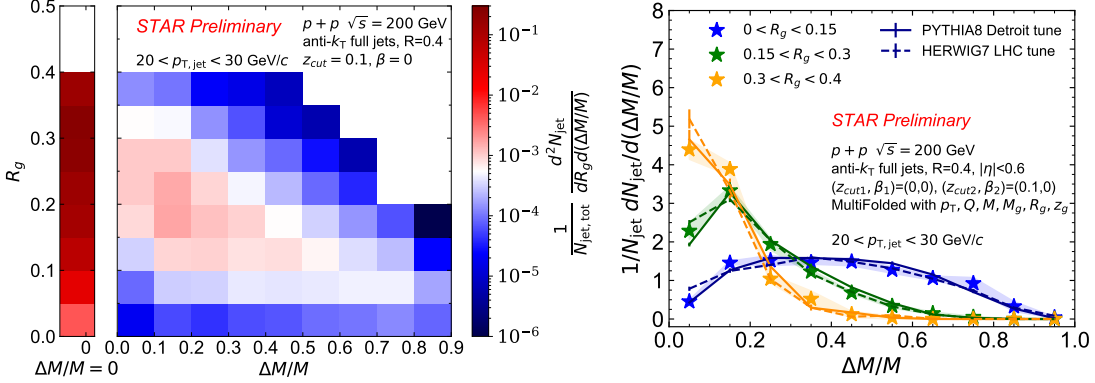 STAR Preliminary
p + p √s = 200 GeV
anti-k_T full jets, R=0.4
20 < p_T,jet < 30 GeV/c
z_cut = 0.1, β = 0
R_g
0.5
0.4
0.3
0.2
0.1
0.0
0
ΔM/M = 0
0.0 0.1 0.2 0.3 0.4 0.5 0.6 0.7 0.8 0.9
ΔM/M
10^−1
10^−2
10^−3
10^−4
10^−5
10^−6
1/N_jet,tot d^2N_jet/dR_g d(ΔM/M)
0 < R_g < 0.15
0.15 < R_g < 0.3
0.3 < R_g < 0.4
PYTHIA8 Detroit tune
HERWIG7 LHC tune
STAR Preliminary
p + p √s = 200 GeV
anti-k_T full jets, R=0.4, |η|<0.6
(z_cut1, β_1)=(0,0), (z_cut2, β_2)=(0.1,0)
MultiFolded with p_T, Q, M, M_g, R_g, z_g
20 < p_T,jet < 30 GeV/c
1/N_jet dN_jet/d(ΔM/M)
8
7
6
5
4
3
2
1
0
0.0 0.2 0.4 0.6 0.8 1.0
ΔM/M